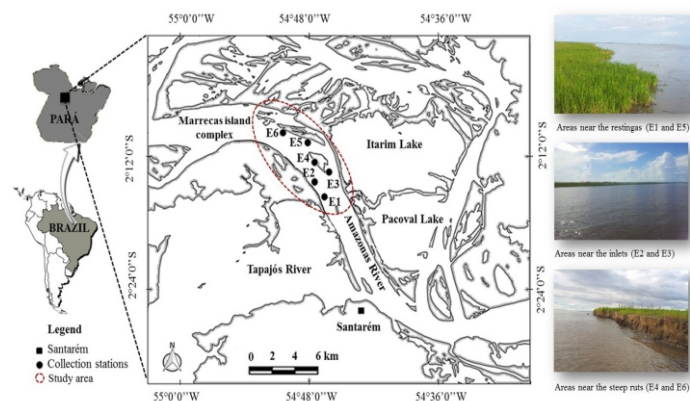 55°0'0"W
54°48'0"W
54°36'0"W
PARÁ
BRAZIL
Legend
Santarém
Collection stations
Study area
Marrecas island
complex
E6
E5
E4
E2
E3
E1
Itarim Lake
Pacoval Lake
Amazonas River
Tapajós River
Santarém
2°12'0"S
2°24'0"S
2°12'0"S
2°24'0"S
N
0 2 4 6 km
55°0'0"W
54°48'0"W
54°36'0"W
Areas near the restingas (E1 and E5)
Areas near the inlets (E2 and E3)
Areas near the steep ruts (E4 and E6)